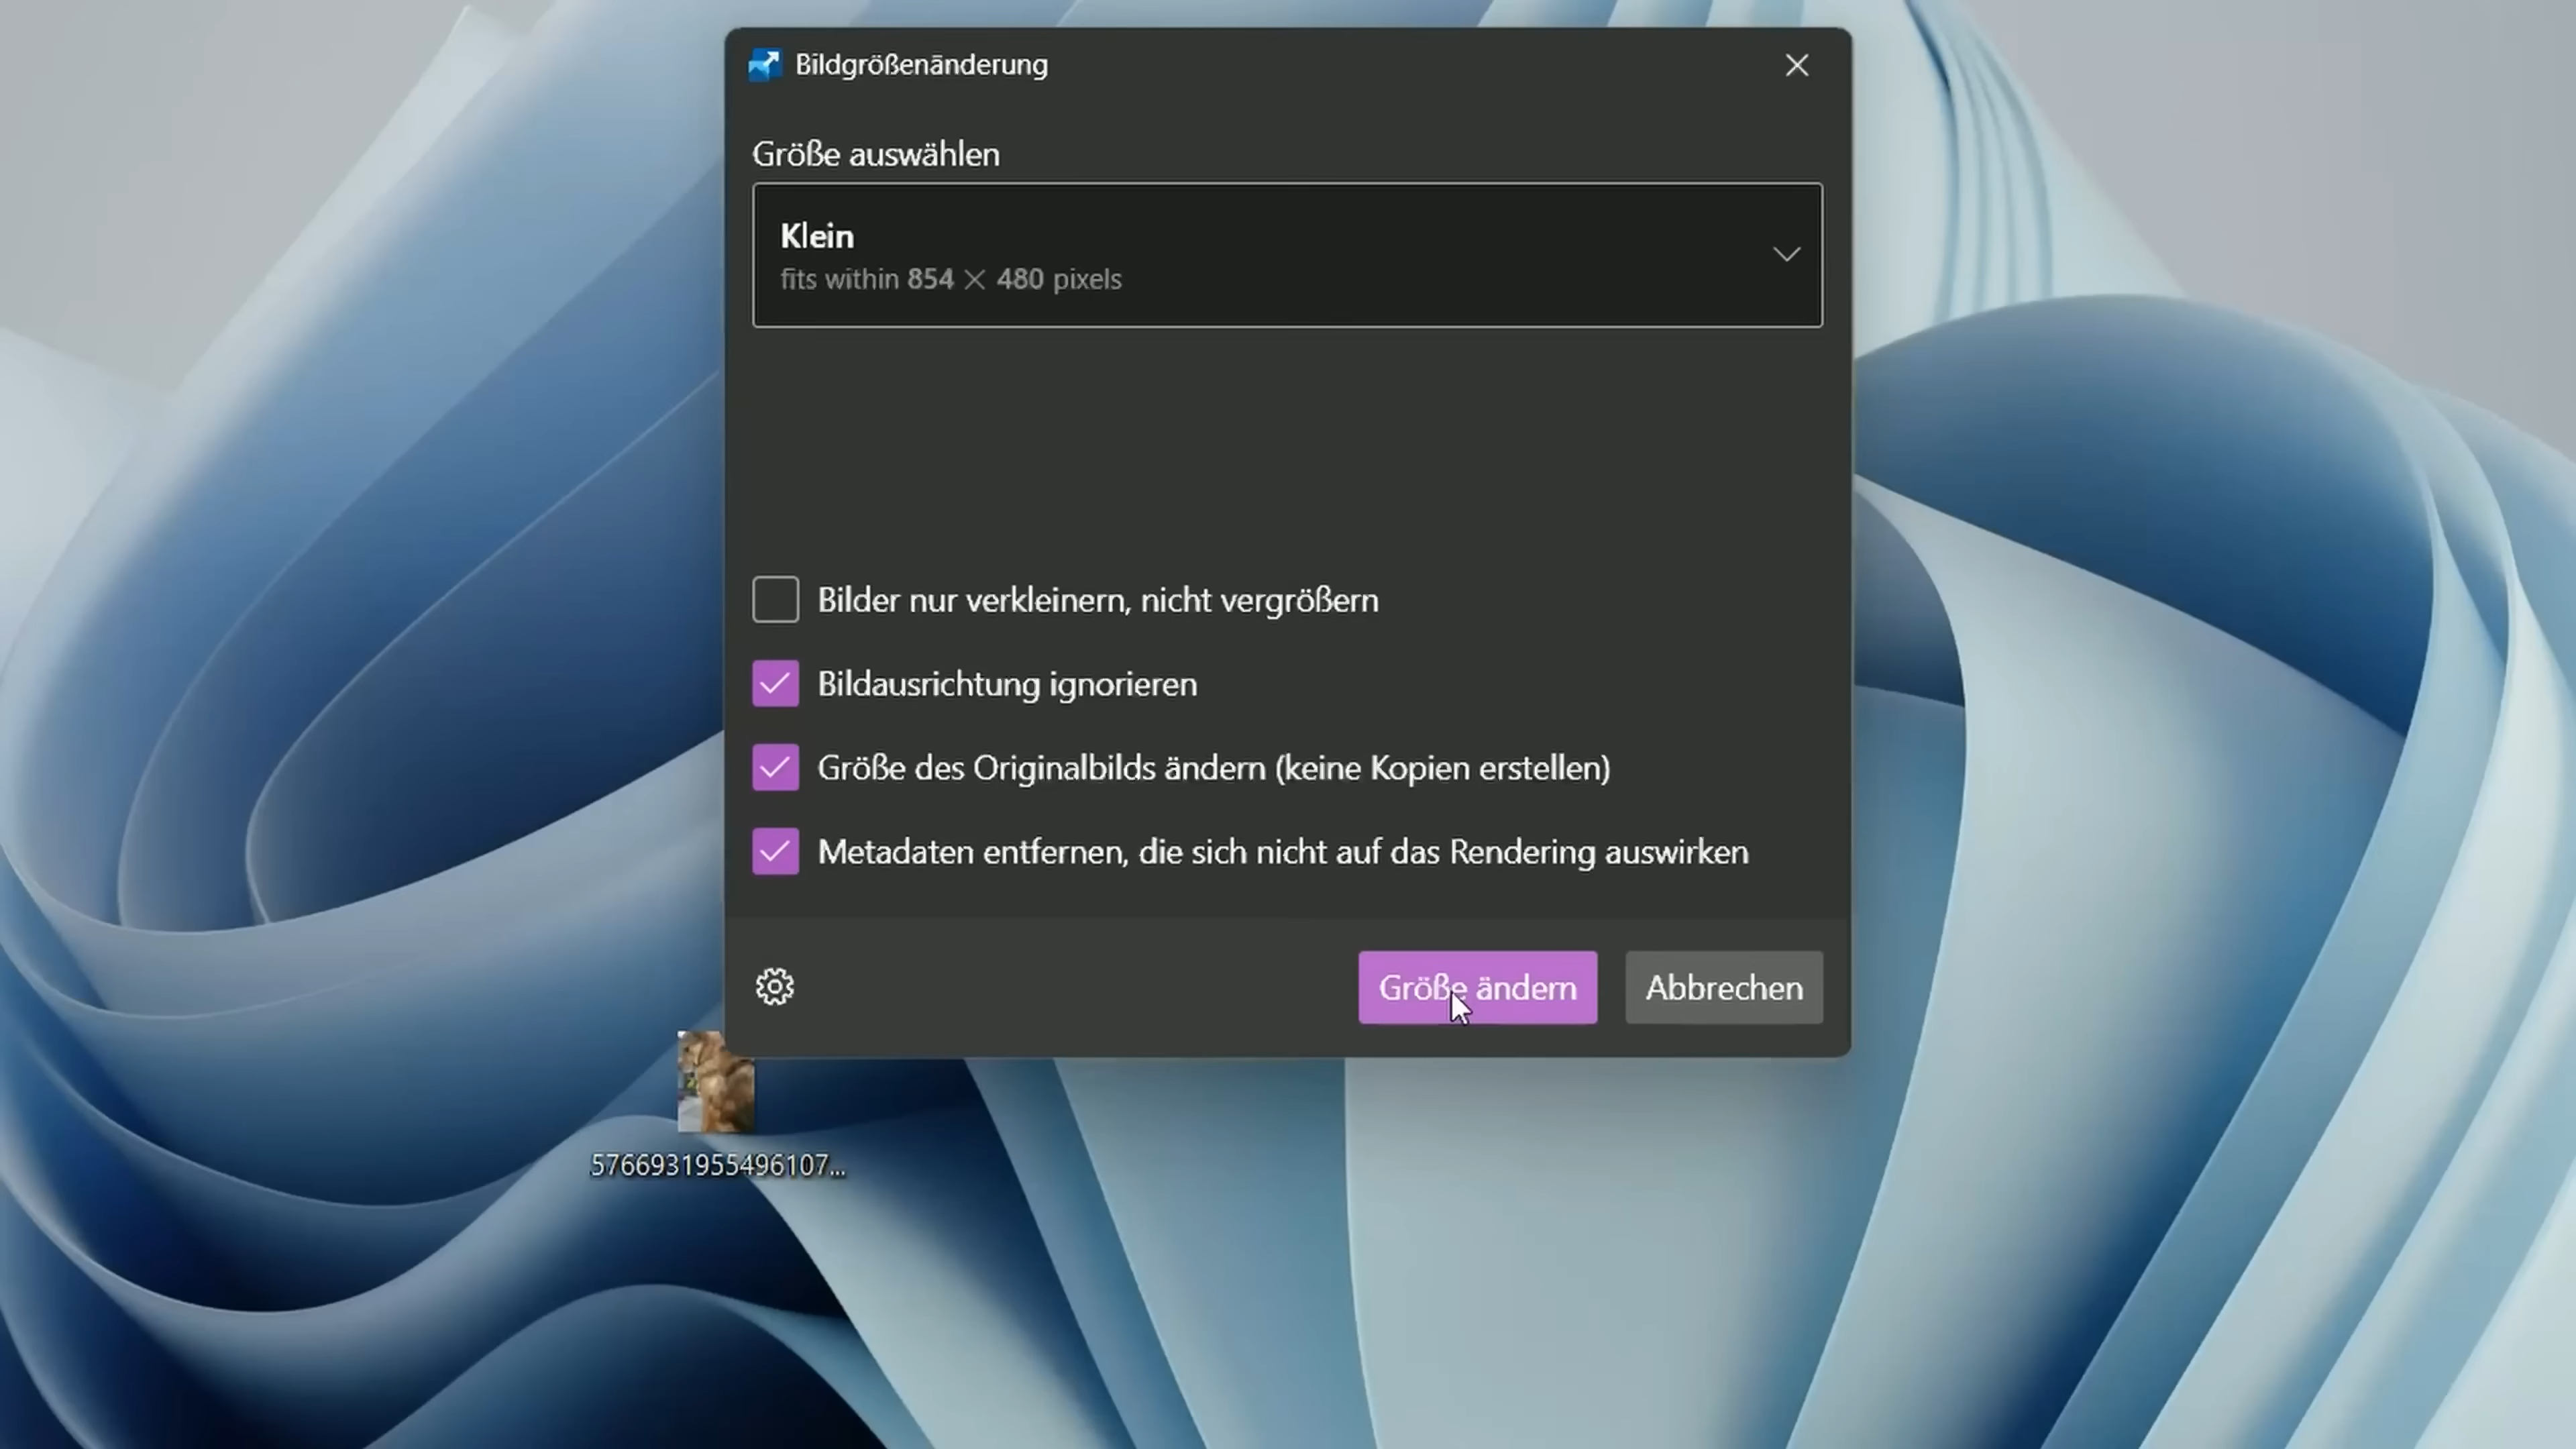 Bildgrößenänderung
Größe auswählen
Klein
fits within 854 × 480 pixels
Bilder nur verkleinern, nicht vergrößern
Bildausrichtung ignorieren
Größe des Originalbilds ändern (keine Kopien erstellen)
Metadaten entfernen, die sich nicht auf das Rendering auswirken
Größe ändern
Abbrechen
5766931955496107...